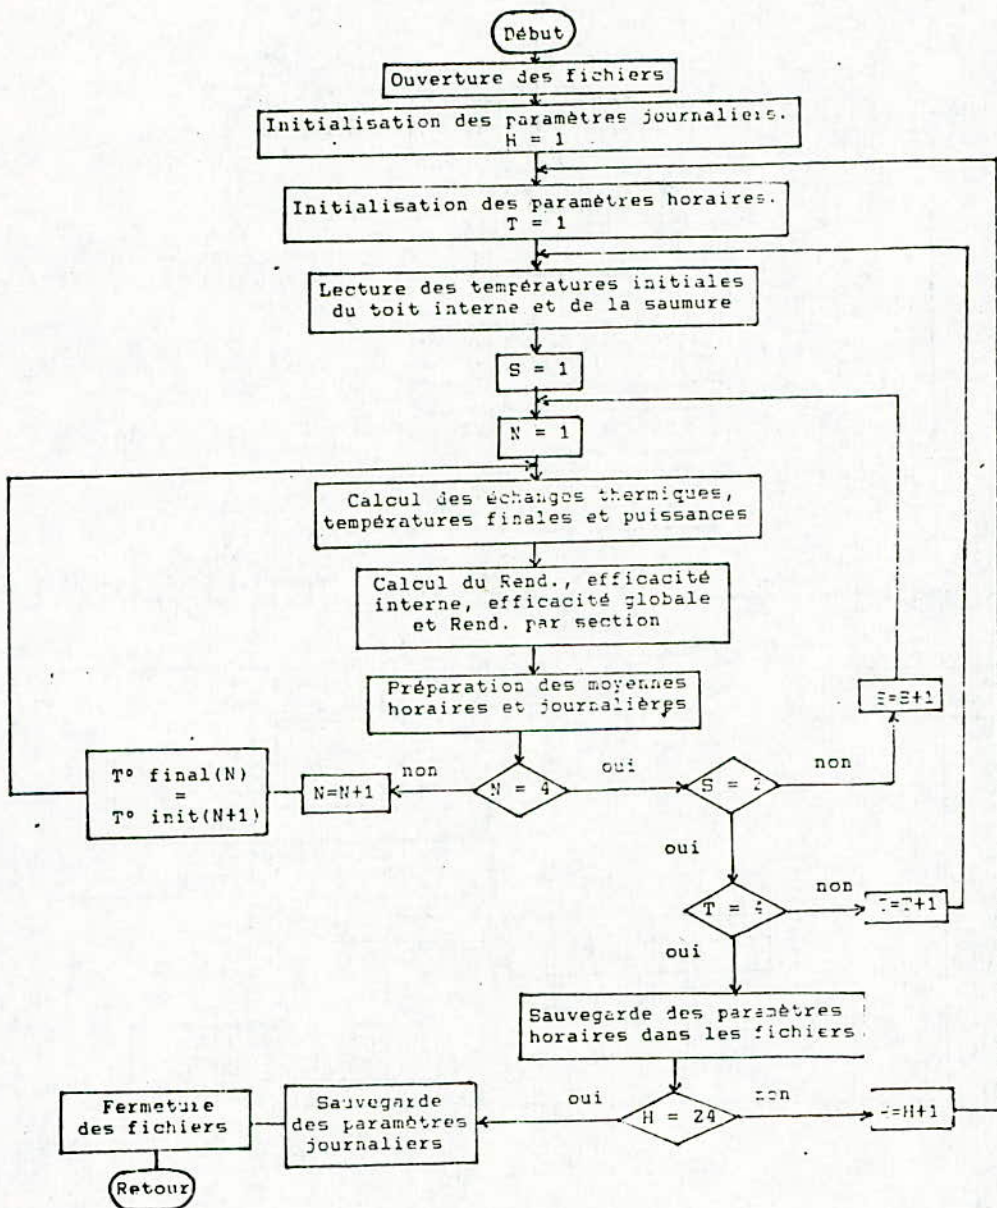 Début
Ouverture des fichiers
Initialisation des paramètres journaliers.
H = 1
Initialisation des paramètres horaires.
T = 1
Lecture des températures initiales
du toit interne et de la saumure
S = 1
N = 1
Calcul des échanges thermiques,
températures finales et puissances
Calcul du Rend., efficacité
interne, efficacité globale
et Rend. par section
Préparation des moyennes
horaires et journalières
S=S+1
T° final(N)
=
T° init(N+1)
N=N+1
non
N = 4
oui
S = 2
non
oui
T = 4
non
T=T+1
oui
Sauvegarde des paramètres
horaires dans les fichiers
Fermeture
des fichiers
Sauvegarde
des paramètres
journaliers
oui
H = 24
non
H=H+1
Retour